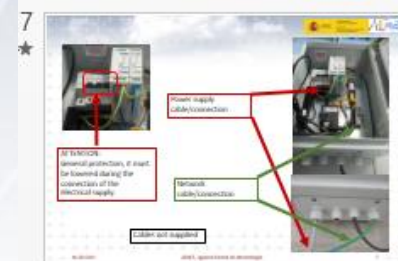 7
Power supply
cable/connection
ATTENTION:
General protection, it must
be lowered during the
connection of the
electrical supply.
Network
cable/connection
Cables not supplied